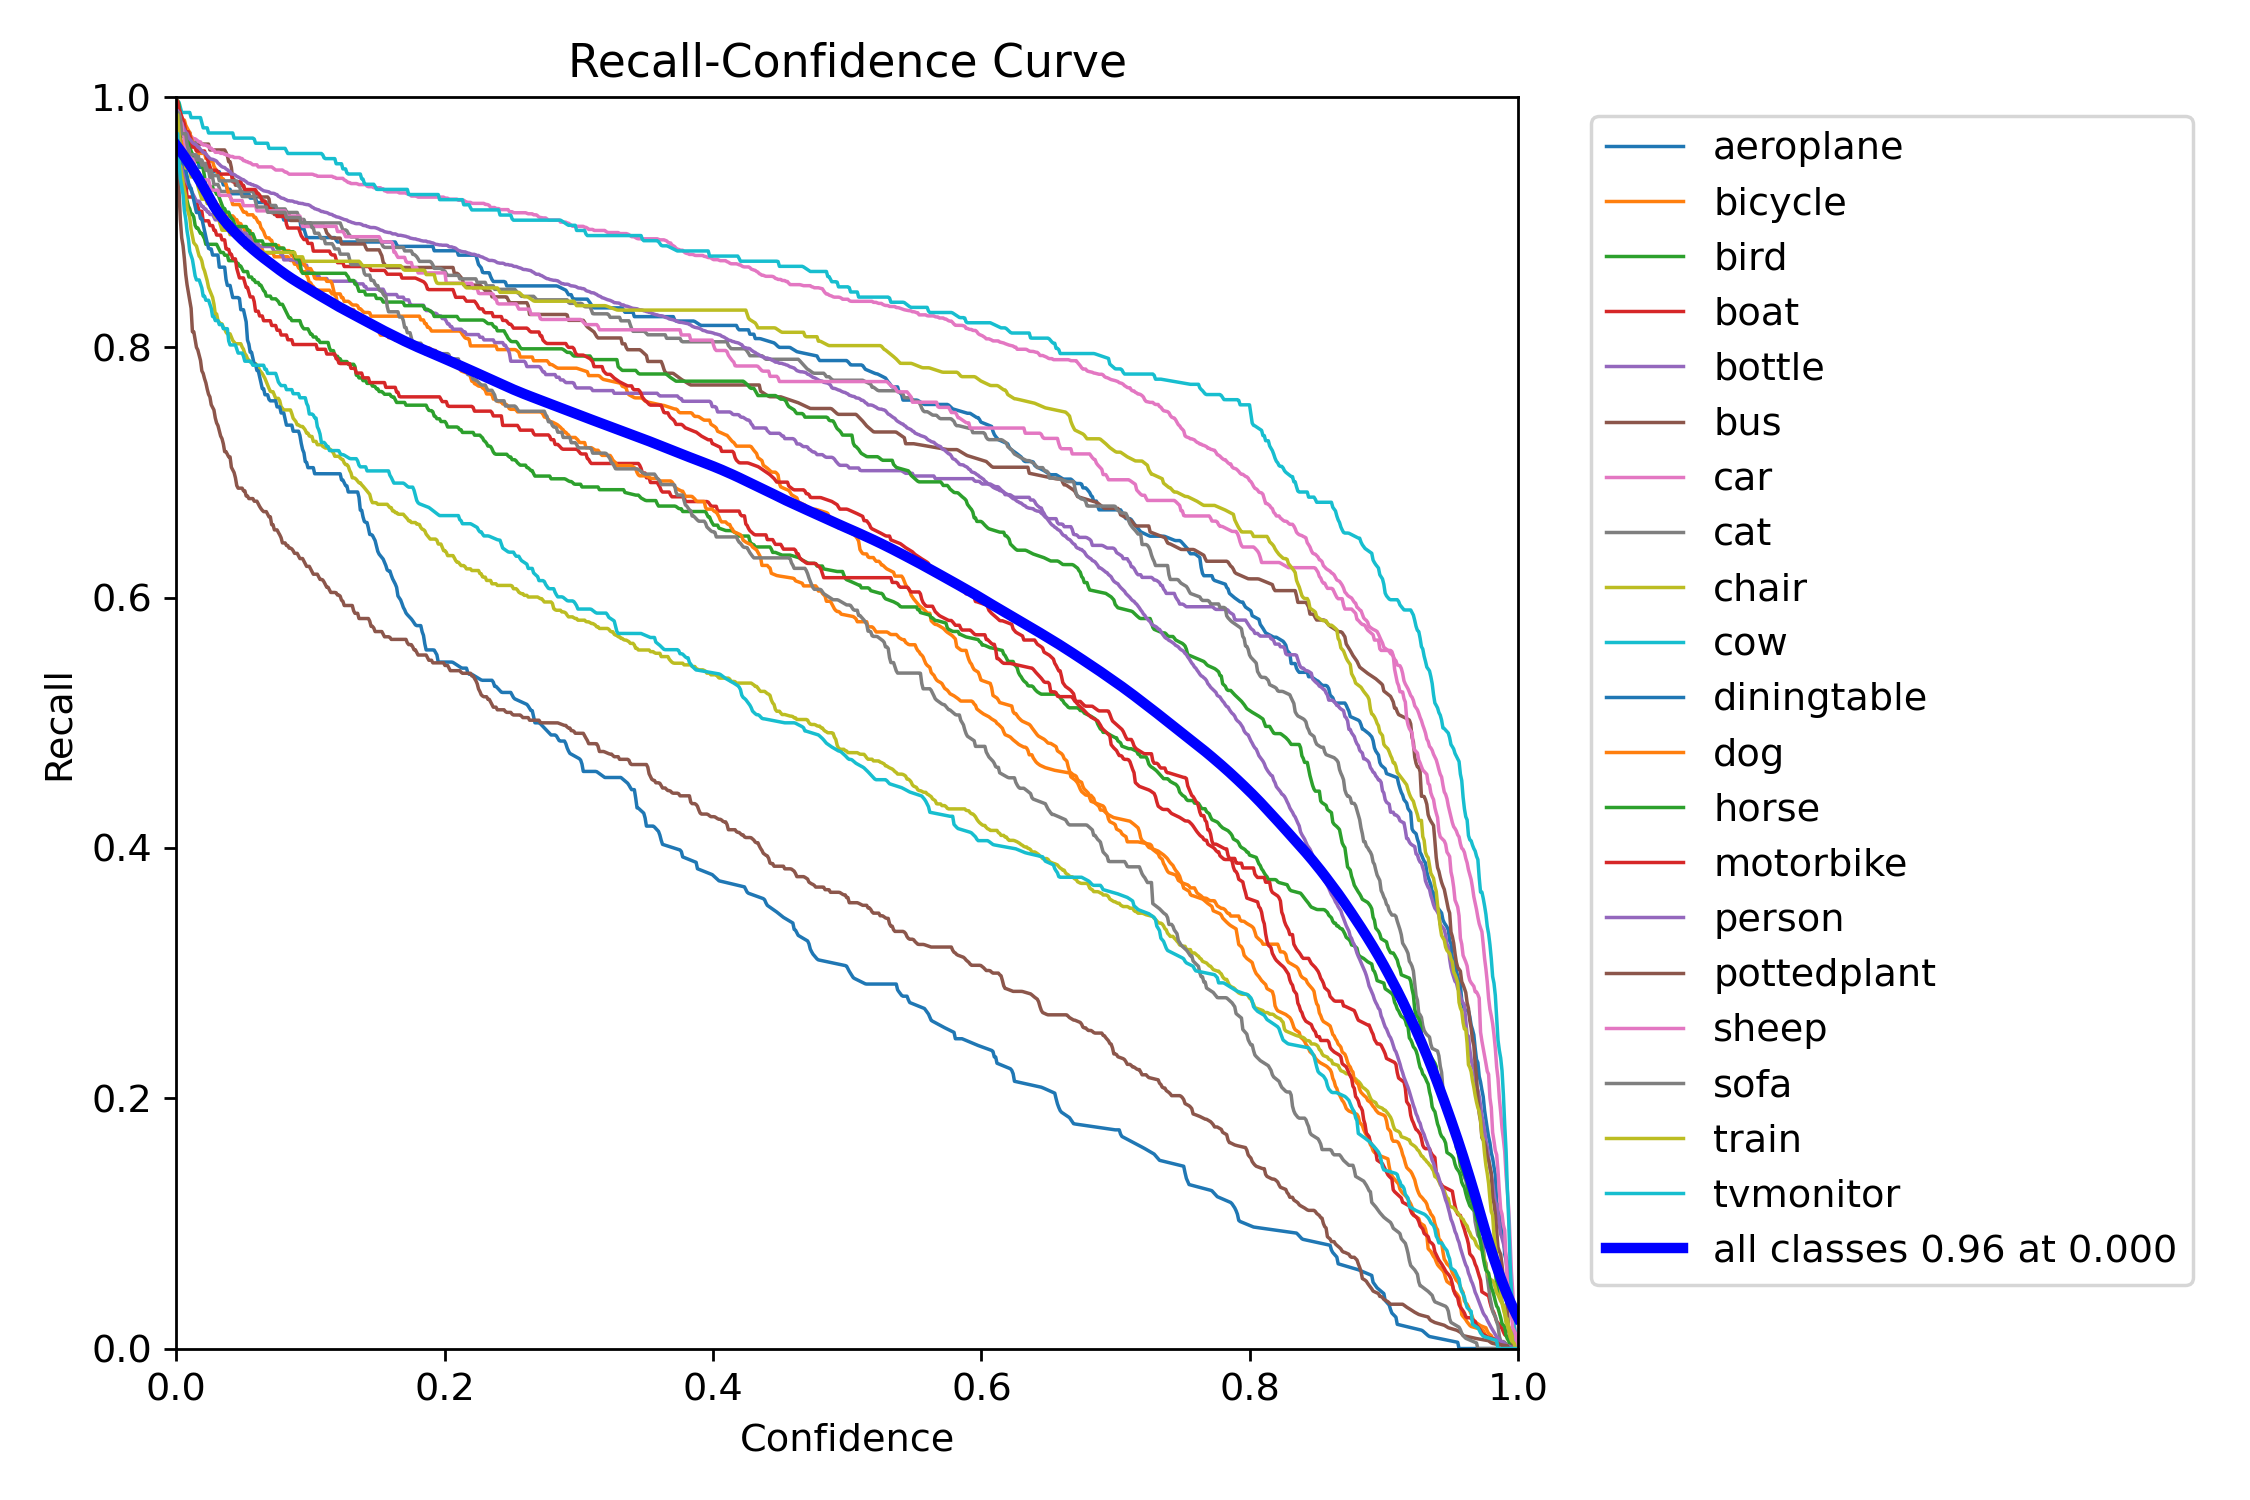 Recall-Confidence Curve
1.0
0.8
0.6
0.4
0.2
0.0
Recall
0.0 0.2 0.4 0.6 0.8 1.0
Confidence
aeroplane
bicycle
bird
boat
bottle
bus
car
cat
chair
cow
diningtable
dog
horse
motorbike
person
pottedplant
sheep
sofa
train
tvmonitor
all classes 0.96 at 0.000